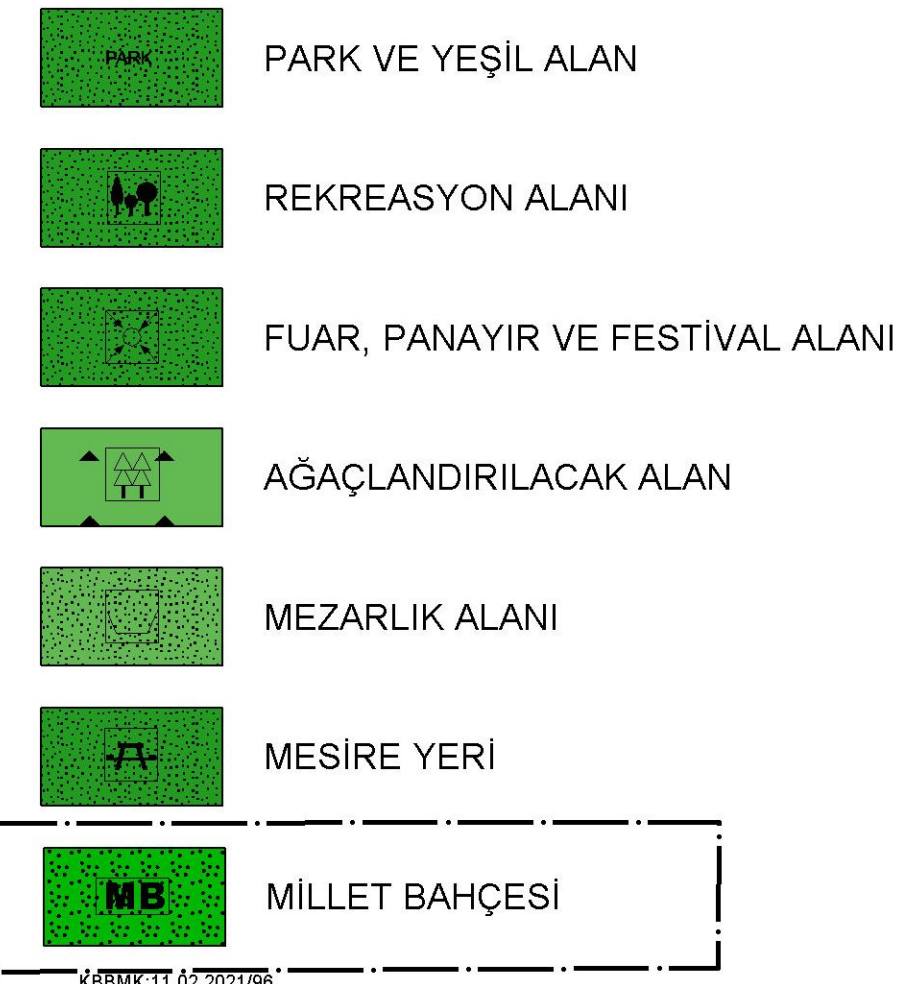 PARK PARK VE YEŞİL ALAN
REKREASYON ALANI
FUAR, PANAYIR VE FESTİVAL ALANI
AĞAÇLANDIRILACAK ALAN
MEZARLIK ALANI
MESİRE YERİ
MB MİLLET BAHÇESİ
KBBMK:11.02.2021/96